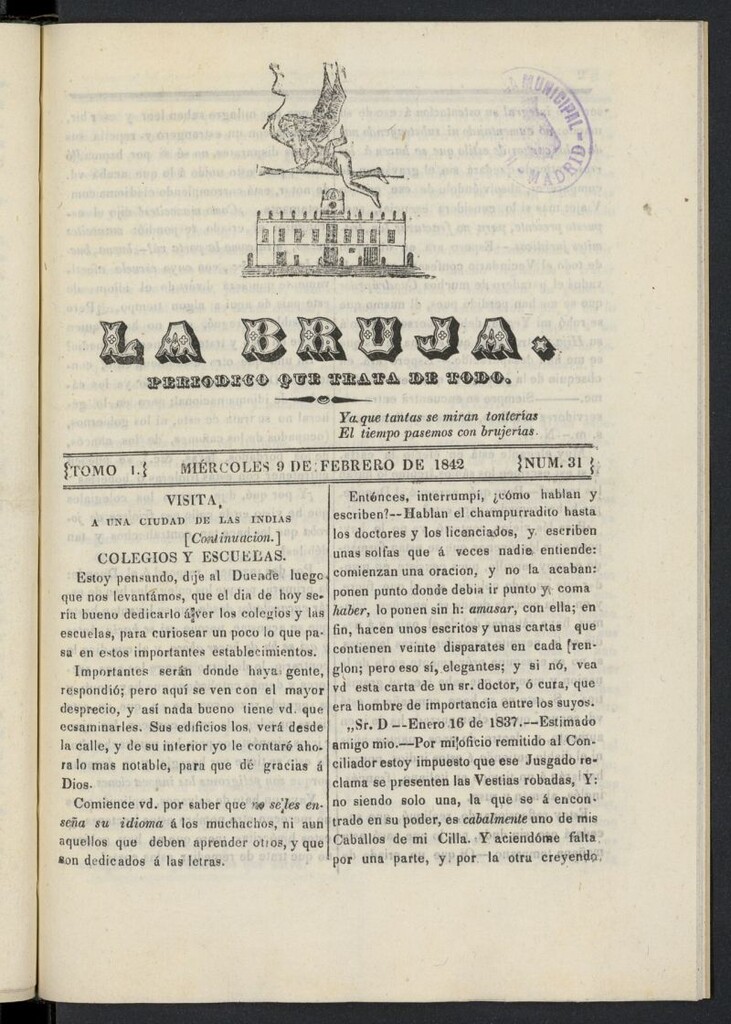 MUNICIPAL
MADRID
LA BRUJA.
PERIODICO QUE TRATA DE TODO.
Ya que tantas se miran tonterias
El tiempo pasemos con brujerias.
TOMO I. MIÉRCOLES 9 DE FEBRERO DE 1842 NUM. 31
VISITA,
A UNA CIUDAD DE LAS INDIAS
[Continuacion.]
COLEGIOS Y ESCUELAS.
Estoy pensando, dije al Duende luego
que nos levantámos, que el dia de hoy se-
ría bueno dedicarlo á ver los colegios y las
escuelas, para curiosear un poco lo que pa-
sa en estos importantes establecimientos.
Importantes serán donde haya gente,
respondió; pero aquí se ven con el mayor
desprecio, y así nada bueno tiene vd. que
ecsaminarles. Sus edificios los verá desde
la calle, y de su interior yo le contaré aho-
ra lo mas notable, para que dé gracias á
Dios.
Comience vd. por saber que no se les en-
seña su idioma á los muchachos, ni aun
aquellos que deben aprender otios, y que
son dedicados á las letras.
Enténces, interrumpí, ¿cómo hablan y
escriben?--Hablan el champurradito hasta
los doctores y los licenciados, y escriben
unas solfas que á veces nadie entiende:
comienzan una oracion, y no la acaban:
ponen punto donde debia ir punto y coma
haber, lo ponen sin h: amasar, con ella; en
fin, hacen unos escritos y unas cartas que
contienen veinte disparates en cada ren-
glon; pero eso sí, elegantes; y si nó, vea
vd esta carta de un sr. doctor, ó cura, que
era hombre de importancia entre los suyos.
„Sr. D --Enero 16 de 1837.--Estimado
amigo mio.--Por mi oficio remitido al Con-
ciliador estoy impuesto que ese Jusgado re-
clama se presenten las Vestias robadas, Y:
no siendo solo una, la que se á encon-
trado en su poder, es cabalmente uno de mis
Caballos de mi Cilla. Y aciendóme falta
por una parte, y por la otra creyendo